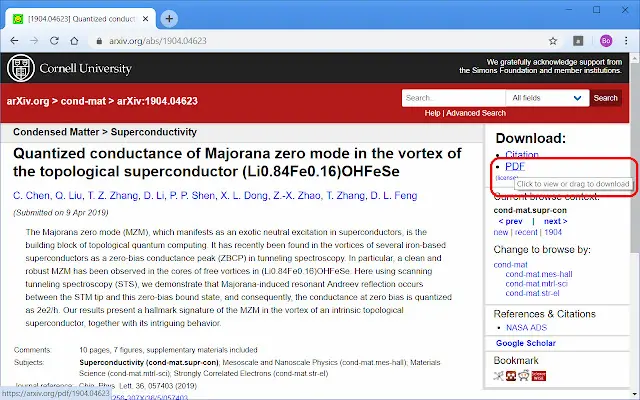 [1904.04623] Quantized conduct
arxiv.org/abs/1904.04623
Bo
Cornell University
We gratefully acknowledge support from
the Simons Foundation and member institutions.
arXiv.org > cond-mat > arXiv:1904.04623
Search...
All fields
Search
Help | Advanced Search
Condensed Matter > Superconductivity
Quantized conductance of Majorana zero mode in the vortex of
the topological superconductor (Li0.84Fe0.16)OHFeSe
C. Chen, Q. Liu, T. Z. Zhang, D. Li, P. P. Shen, X. L. Dong, Z.-X. Zhao, T. Zhang, D. L. Feng
(Submitted on 9 Apr 2019)
The Majorana zero mode (MZM), which manifests as an exotic neutral excitation in superconductors, is the
building block of topological quantum computing. It has recently been found in the vortices of several iron-based
superconductors as a zero-bias conductance peak (ZBCP) in tunneling spectroscopy. In particular, a clean and
robust MZM has been observed in the cores of free vortices in (Li0.84Fe0.16)OHFeSe. Here using scanning
tunneling spectroscopy (STS), we demonstrate that Majorana-induced resonant Andreev reflection occurs
between the STM tip and this zero-bias bound state, and consequently, the conductance at zero bias is quantized
as 2e2/h. Our results present a hallmark signature of the MZM in the vortex of an intrinsic topological
superconductor, together with its intriguing behavior.
Comments: 10 pages, 7 figures, supplementary materials included
Subjects: Superconductivity (cond-mat.supr-con); Mesoscale and Nanoscale Physics (cond-mat.mes-hall); Materials
Science (cond-mat.mtrl-sci); Strongly Correlated Electrons (cond-mat.str-el)
Journal reference: Chin. Phys. Lett. 36, 057403 (2019)
https://arxiv.org/pdf/1904.04623
Download:
Citation
PDF
(license)
Click to view or drag to download
Current browse context:
cond-mat.supr-con
< prev | next >
new | recent | 1904
Change to browse by:
cond-mat
cond-mat.mes-hall
cond-mat.mtrl-sci
cond-mat.str-el
References & Citations
NASA ADS
Google Scholar
Bookmark